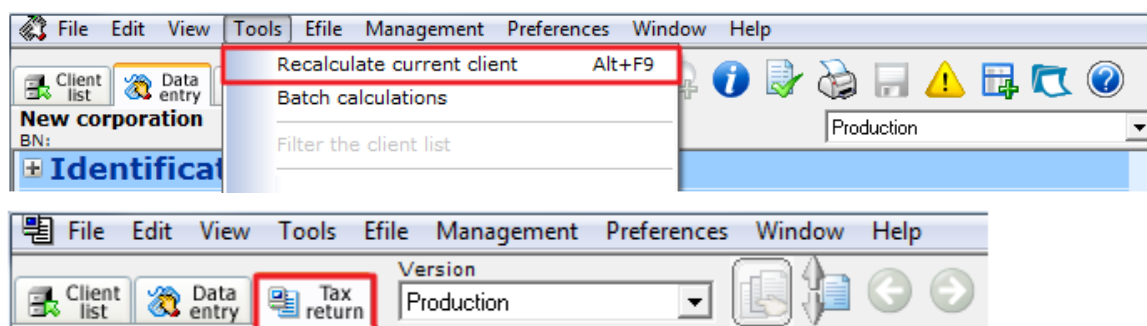 File Edit View Tools Efile Management Preferences Window Help
Recalculate current client Alt+F9
Client list Data entry
Batch calculations
New corporation
Production
BN:
Filter the client list
Identificat
File Edit View Tools Efile Management Preferences Window Help
Version
Client list Data entry Tax return
Production